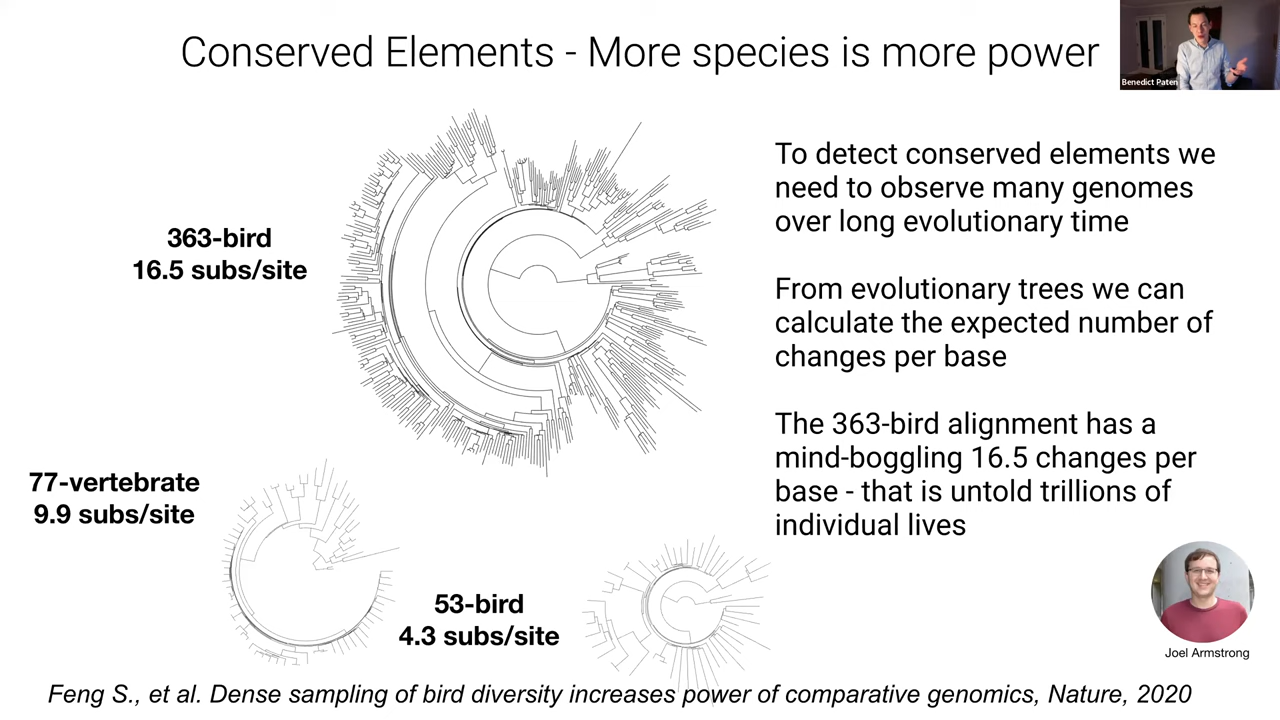 Conserved Elements - More species is more power
Benedict Paten
363-bird
16.5 subs/site
To detect conserved elements we
need to observe many genomes
over long evolutionary time
From evolutionary trees we can
calculate the expected number of
changes per base
The 363-bird alignment has a
mind-boggling 16.5 changes per
base - that is untold trillions of
individual lives
77-vertebrate
9.9 subs/site
53-bird
4.3 subs/site
Joel Armstrong
Feng S., et al. Dense sampling of bird diversity increases power of comparative genomics, Nature, 2020